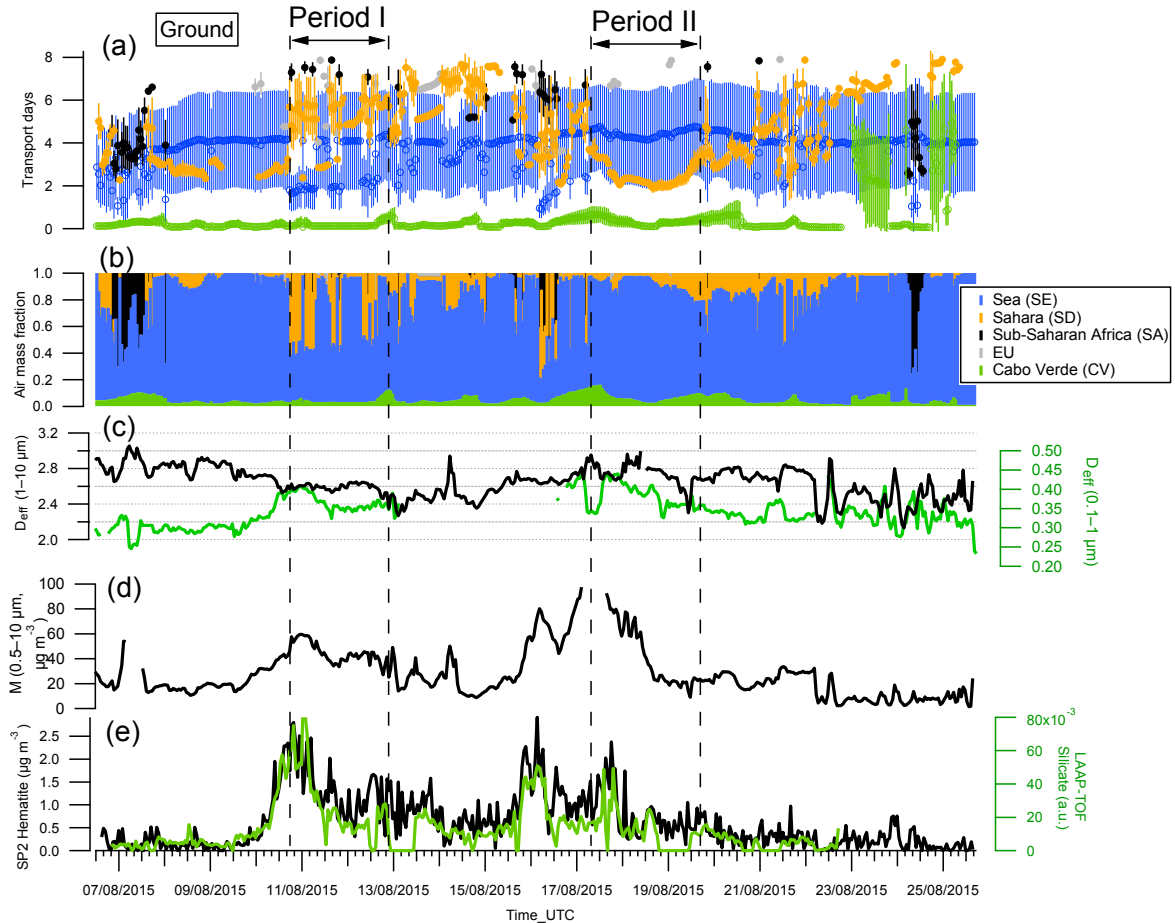 Ground
Period I
Period II
(a)
8
6
4
2
0
Transport days
(b)
1.0
0.8
0.6
0.4
0.2
0.0
Air mass fraction
Sea (SE)
Sahara (SD)
Sub-Saharan Africa (SA)
EU
Cabo Verde (CV)
(c)
3.2
2.8
2.4
2.0
Deff (1–10 µm)
0.50
0.45
0.40
0.35
0.30
0.25
0.20
Deff (0.1–1 µm)
(d)
100
80
60
40
20
0
M (0.5–10 µm,
µg m-3)
(e)
2.5
2.0
1.5
1.0
0.5
0.0
SP2 Hematite (µg m-3)
80x10-3
60
40
20
0
LAAP-TOF
Silicate (a.u.)
07/08/2015 09/08/2015 11/08/2015 13/08/2015 15/08/2015 17/08/2015 19/08/2015 21/08/2015 23/08/2015 25/08/2015
Time_UTC